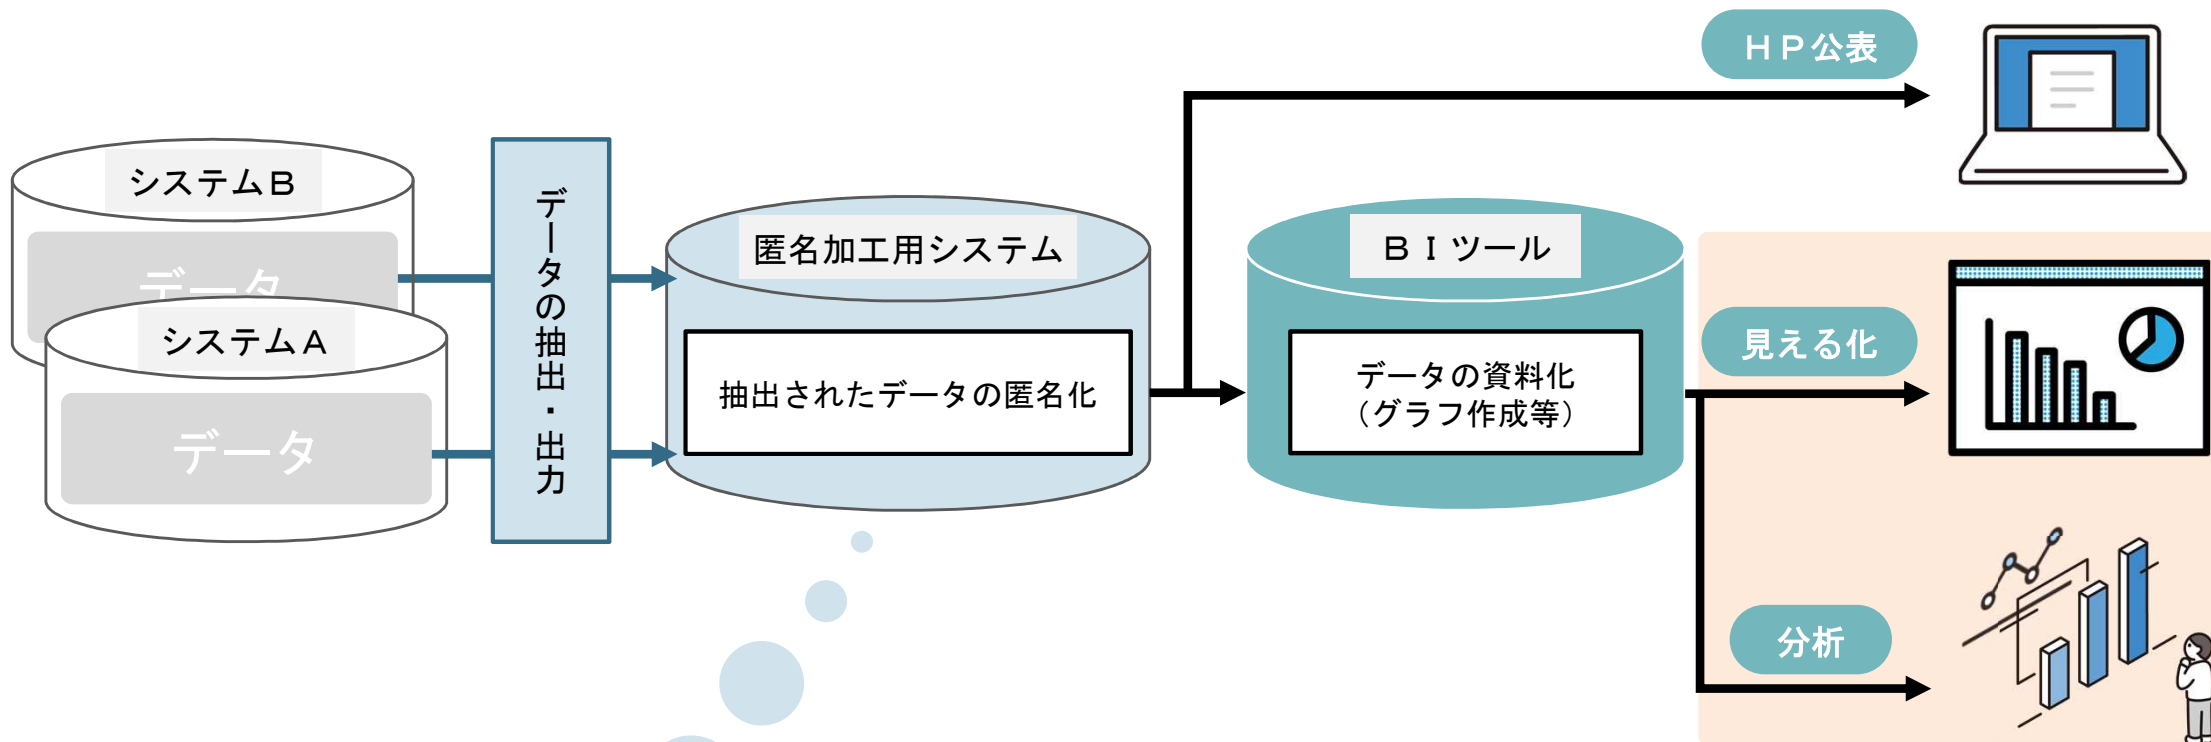 システムB
データ
システムA
データ
データの抽出・出力
匿名加工用システム
抽出されたデータの匿名化
ＢＩツール
データの資料化
（グラフ作成等）
ＨＰ公表
見える化
分析